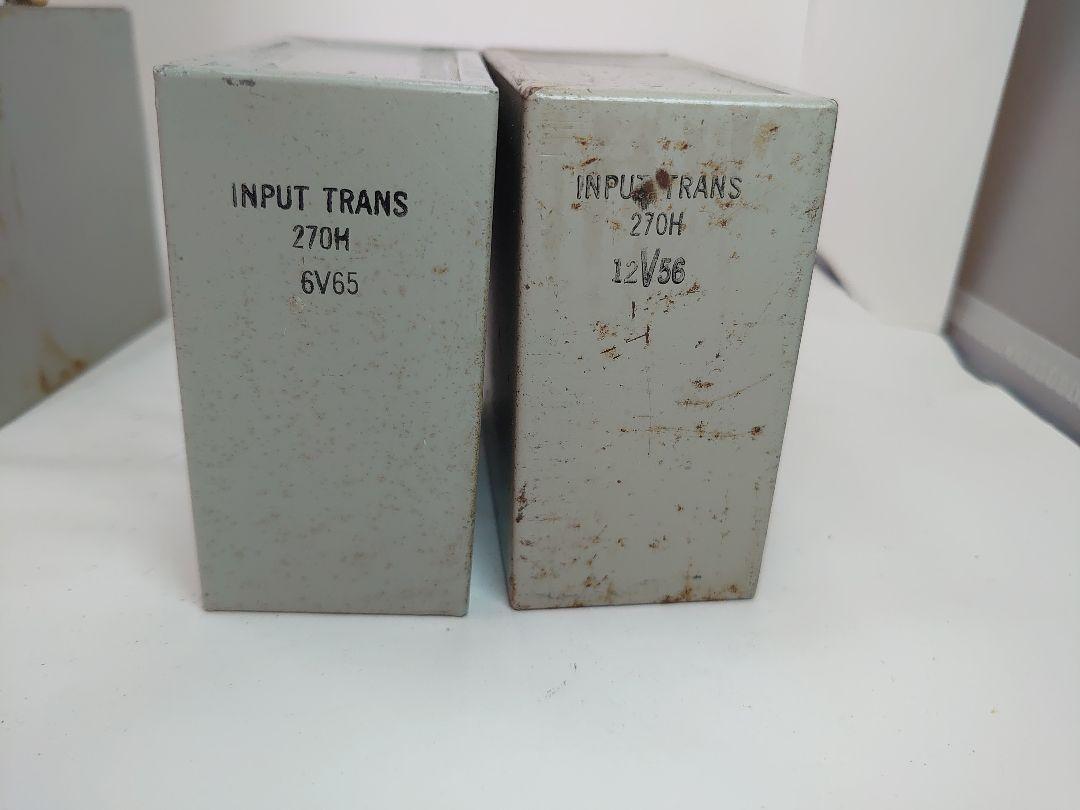 INPUT TRANS
270H
6V65
INPUT TRANS
270H
12V56